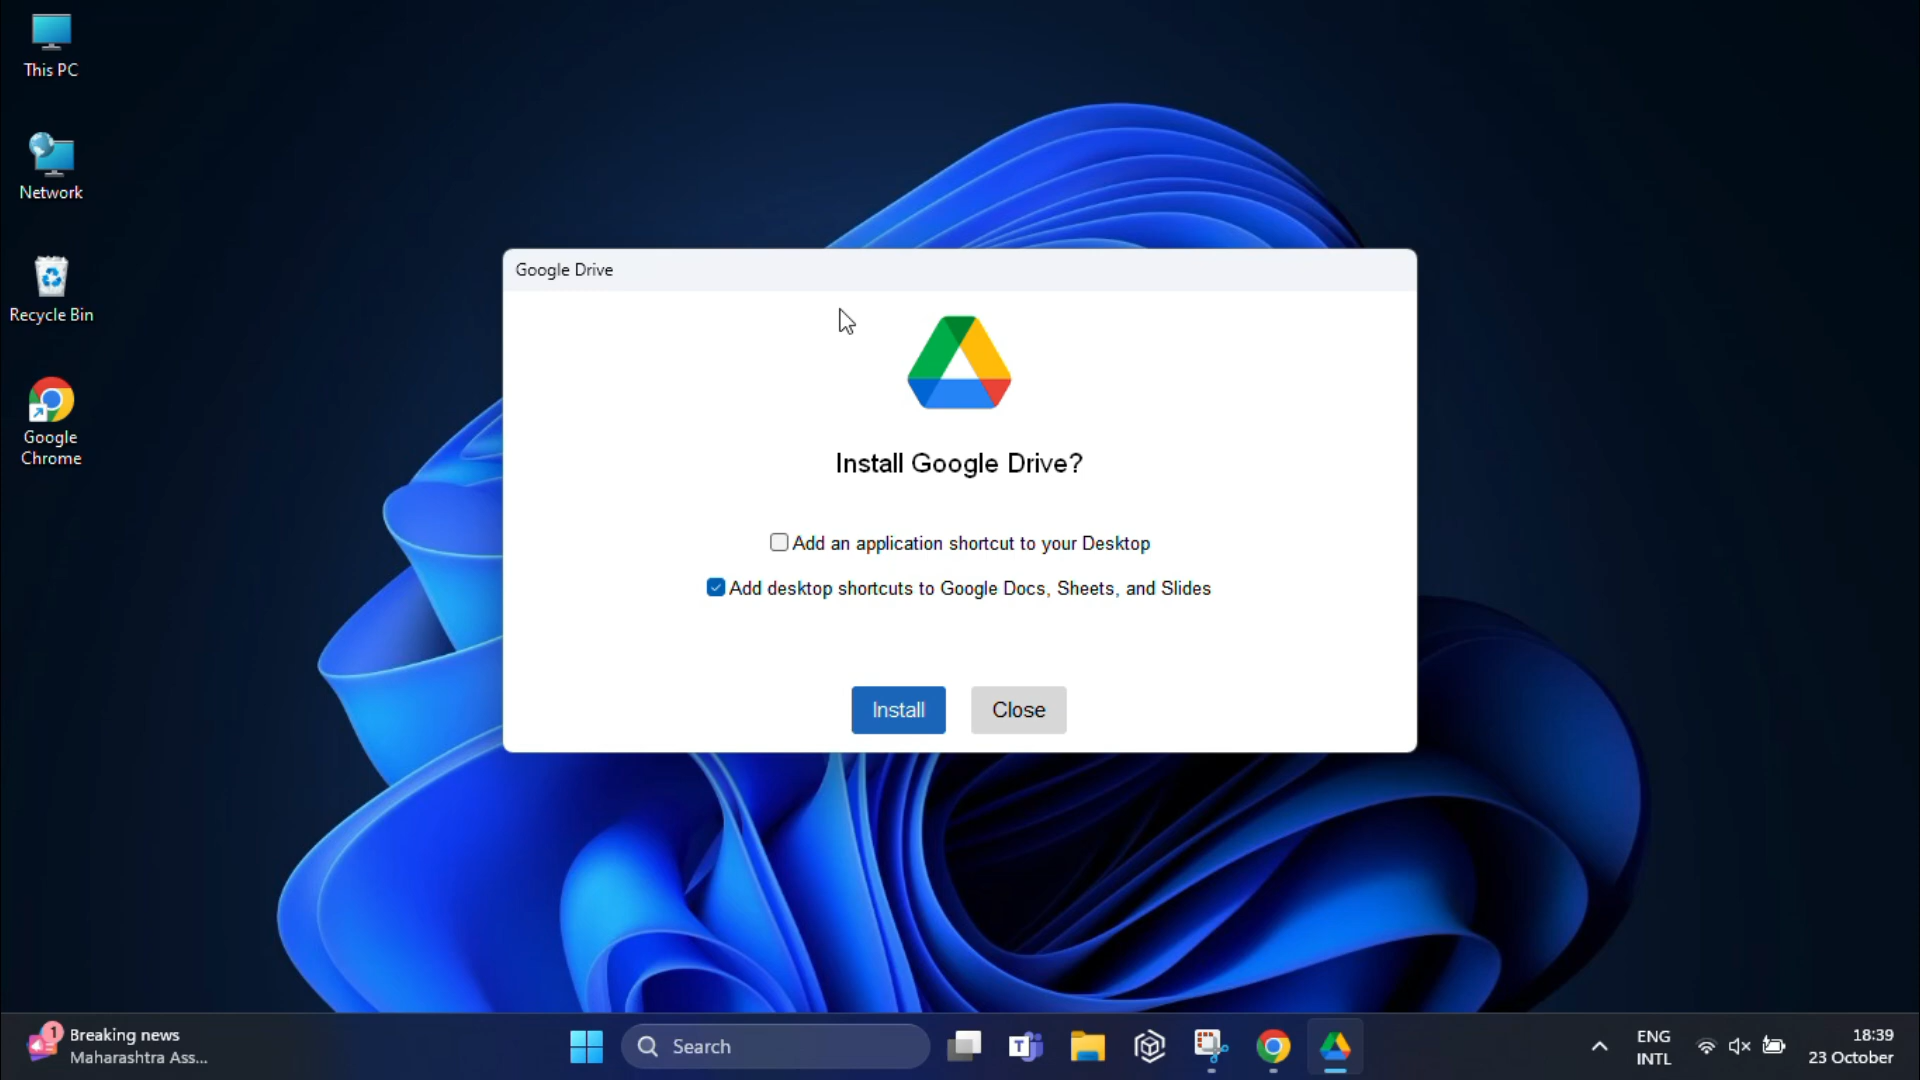 This PC
Network
Recycle Bin
Google
Chrome
Google Drive
Install Google Drive?
Add an application shortcut to your Desktop
Add desktop shortcuts to Google Docs, Sheets, and Slides
Install
Close
1
Breaking news
Maharashtra Ass...
Search
T
ENG
INTL
18:39
23 October